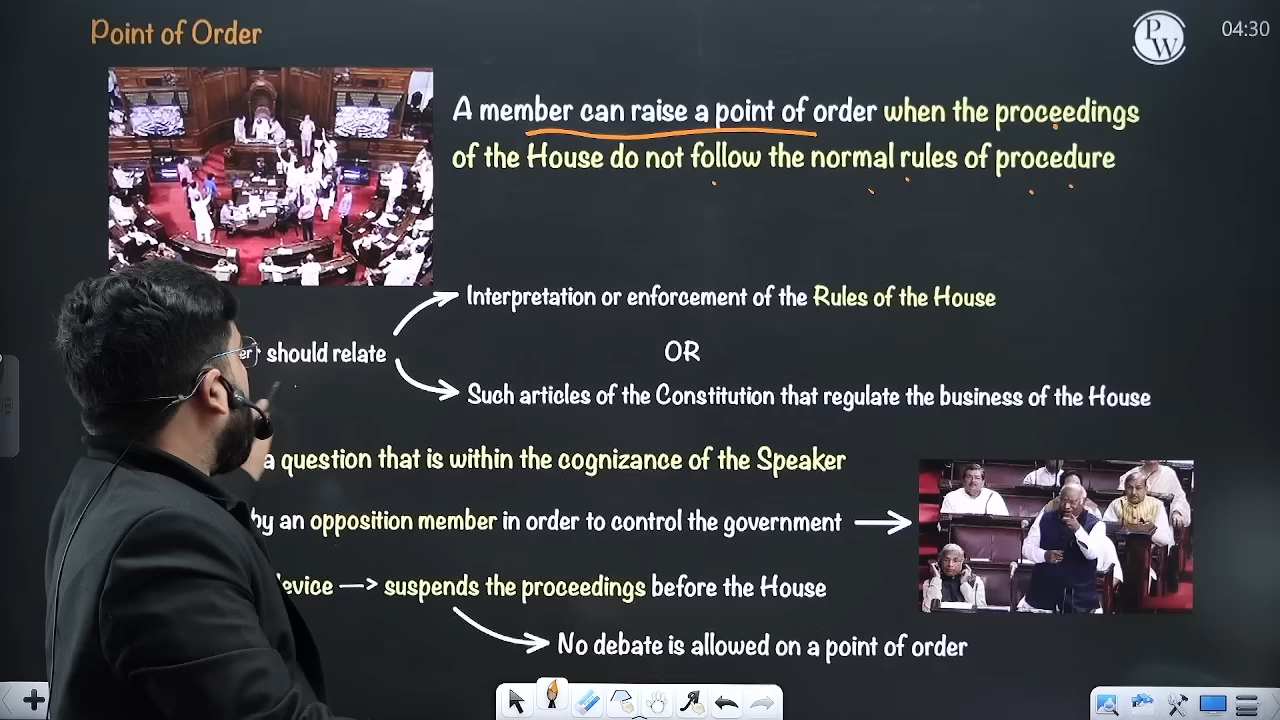 Point of Order
PW
04:30
A member can raise a point of order when the proceedings
of the House do not follow the normal rules of procedure
Interpretation or enforcement of the Rules of the House
should relate
OR
Such articles of the Constitution that regulate the business of the House
a question that is within the cognizance of the Speaker
by an opposition member in order to control the government
suspends the proceedings before the House
No debate is allowed on a point of order